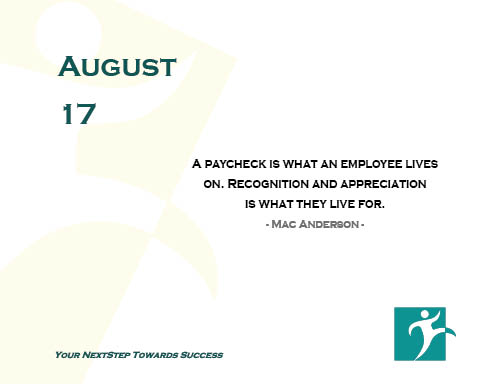 August
17
A paycheck is what an employee lives
on. Recognition and appreciation
is what they live for.
- Mac Anderson -
Your NextStep Towards Success